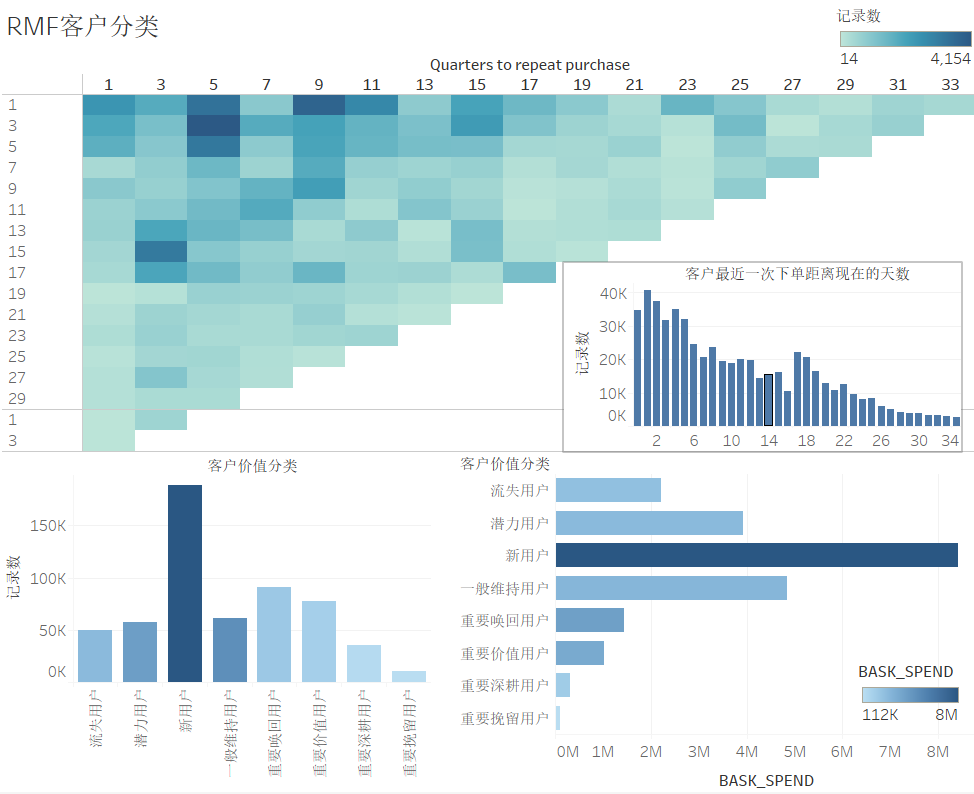 RMF客户分类
记录数
14 4,154
Quarters to repeat purchase
1 3 5 7 9 11 13 15 17 19 21 23 25 27 29 31 33
1
3
5
7
9
11
13
15
17
19
21
23
25
27
29
1
3
客户最近一次下单距离现在的天数
记录数
40K
30K
20K
10K
0K
2 6 10 14 18 22 26 30 34
客户价值分类
记录数
150K
100K
50K
0K
流失用户
潜力用户
新用户
一般维持用户
重要唤回用户
重要价值用户
重要深耕用户
重要挽留用户
客户价值分类
流失用户
潜力用户
新用户
一般维持用户
重要唤回用户
重要价值用户
重要深耕用户
重要挽留用户
0M 1M 2M 3M 4M 5M 6M 7M 8M
BASK_SPEND
BASK_SPEND
112K 8M